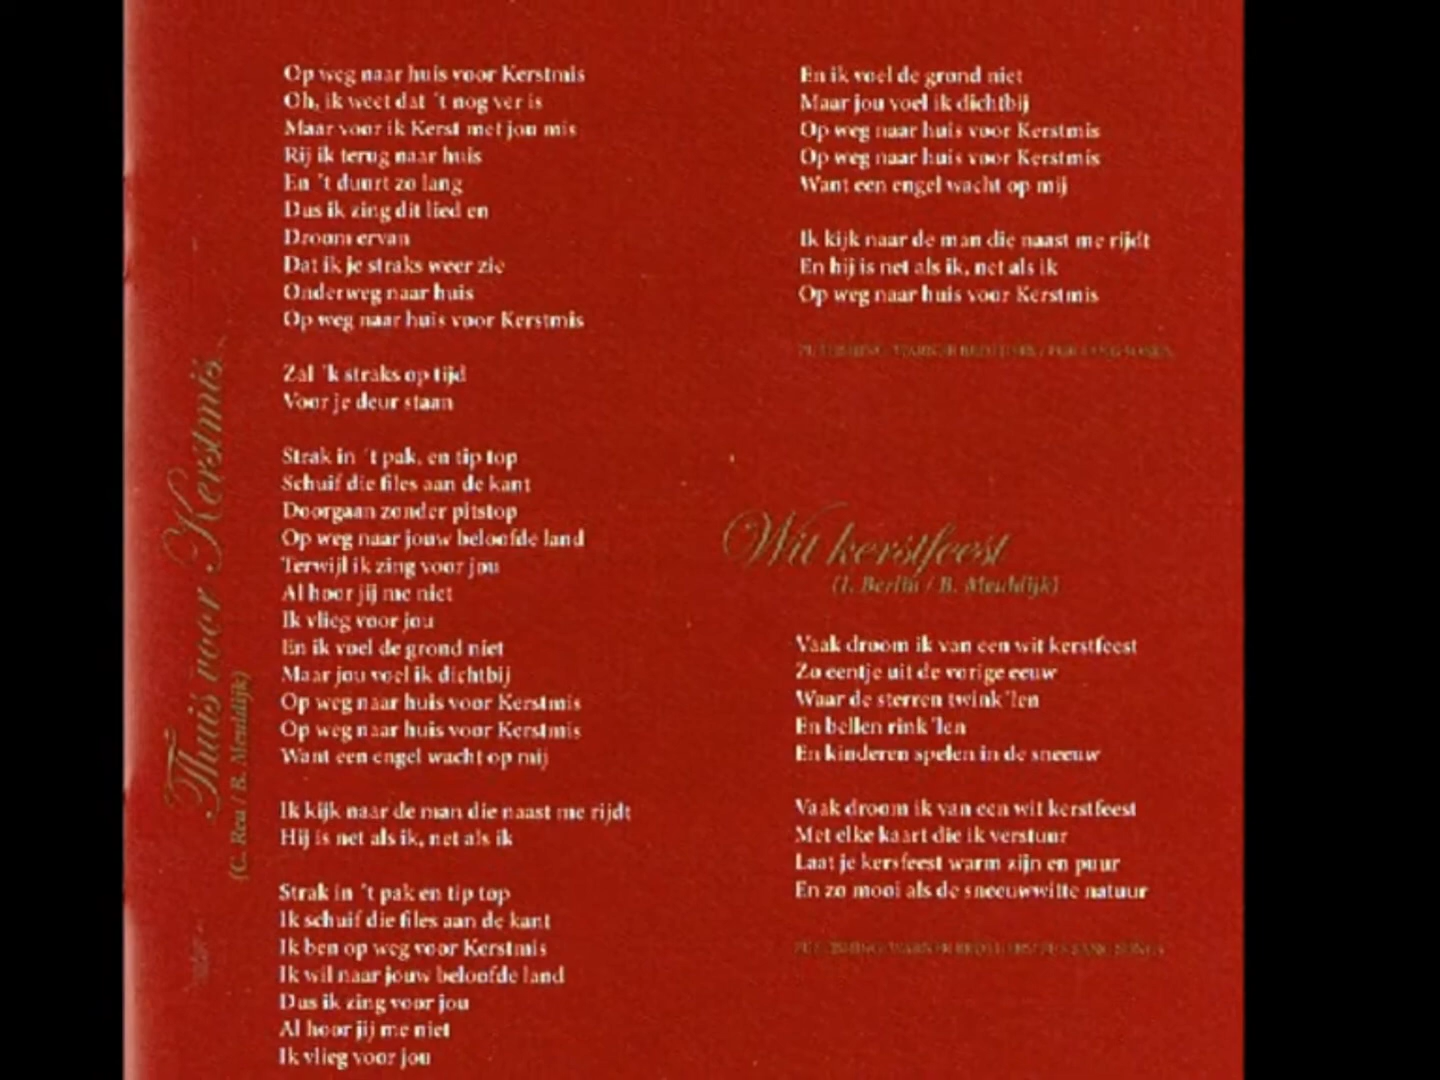 Thuis voor Kerstmis
(C. Rea / B. Meuldijk)
Op weg naar huis voor Kerstmis
Oh, ik weet dat ´t nog ver is
Maar voor ik Kerst met jou mis
Rij ik terug naar huis
En ´t duurt zo lang
Dus ik zing dit lied en
Droom ervan
Dat ik je straks weer zie
Onderweg naar huis
Op weg naar huis voor Kerstmis
Zal ´k straks op tijd
Voor je deur staan
Strak in ´t pak, en tip top
Schuif die files aan de kant
Doorgaan zonder pitstop
Op weg naar jouw beloofde land
Terwijl ik zing voor jou
Al hoor jij me niet
Ik vlieg voor jou
En ik voel de grond niet
Maar jou voel ik dichtbij
Op weg naar huis voor Kerstmis
Op weg naar huis voor Kerstmis
Want een engel wacht op mij
Ik kijk naar de man die naast me rijdt
Hij is net als ik, net als ik
Strak in ´t pak en tip top
Ik schuif die files aan de kant
Ik ben op weg voor Kerstmis
Ik wil naar jouw beloofde land
Dus ik zing voor jou
Al hoor jij me niet
Ik vlieg voor jou
En ik voel de grond niet
Maar jou voel ik dichtbij
Op weg naar huis voor Kerstmis
Op weg naar huis voor Kerstmis
Want een engel wacht op mij
Ik kijk naar de man die naast me rijdt
En hij is net als ik, net als ik
Op weg naar huis voor Kerstmis
Wit kerstfeest
(I. Berlin / B. Meuldijk)
Vaak droom ik van een wit kerstfeest
Zo eentje uit de vorige eeuw
Waar de sterren twink´len
En bellen rink´len
En kinderen spelen in de sneeuw
Vaak droom ik van een wit kerstfeest
Met elke kaart die ik verstuur
Laat je kersfeest warm zijn en puur
En zo mooi als de sneeuwwitte natuur